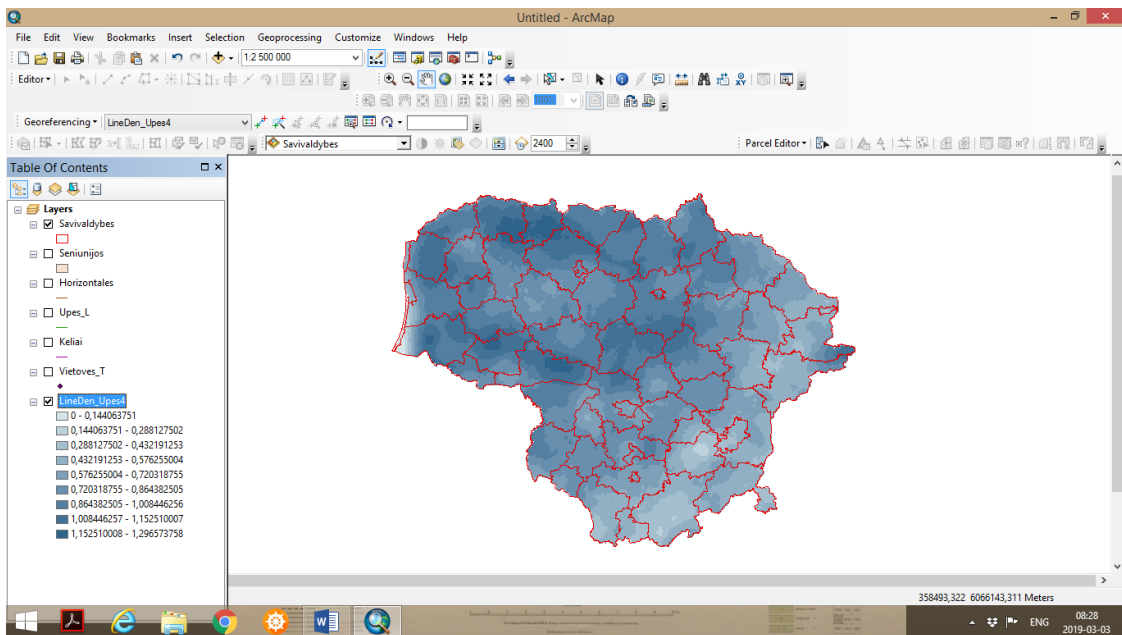 Untitled - ArcMap
File Edit View Bookmarks Insert Selection Geoprocessing Customize Windows Help
1:2 500 000
Editor
100%
Georeferencing LineDen_Upes4
Savivaldybes 2400 Parcel Editor
Table Of Contents
Layers
Savivaldybes
Seniunijos
Horizontales
Upes_L
Keliai
Vietoves_T
LineDen_Upes4
0 - 0,144063751
0,144063751 - 0,288127502
0,288127502 - 0,432191253
0,432191253 - 0,576255004
0,576255004 - 0,720318755
0,720318755 - 0,864382505
0,864382505 - 1,008446256
1,008446257 - 1,152510007
1,152510008 - 1,296573758
358493,322 6066143,311 Meters
ENG 08:28
2019-03-03